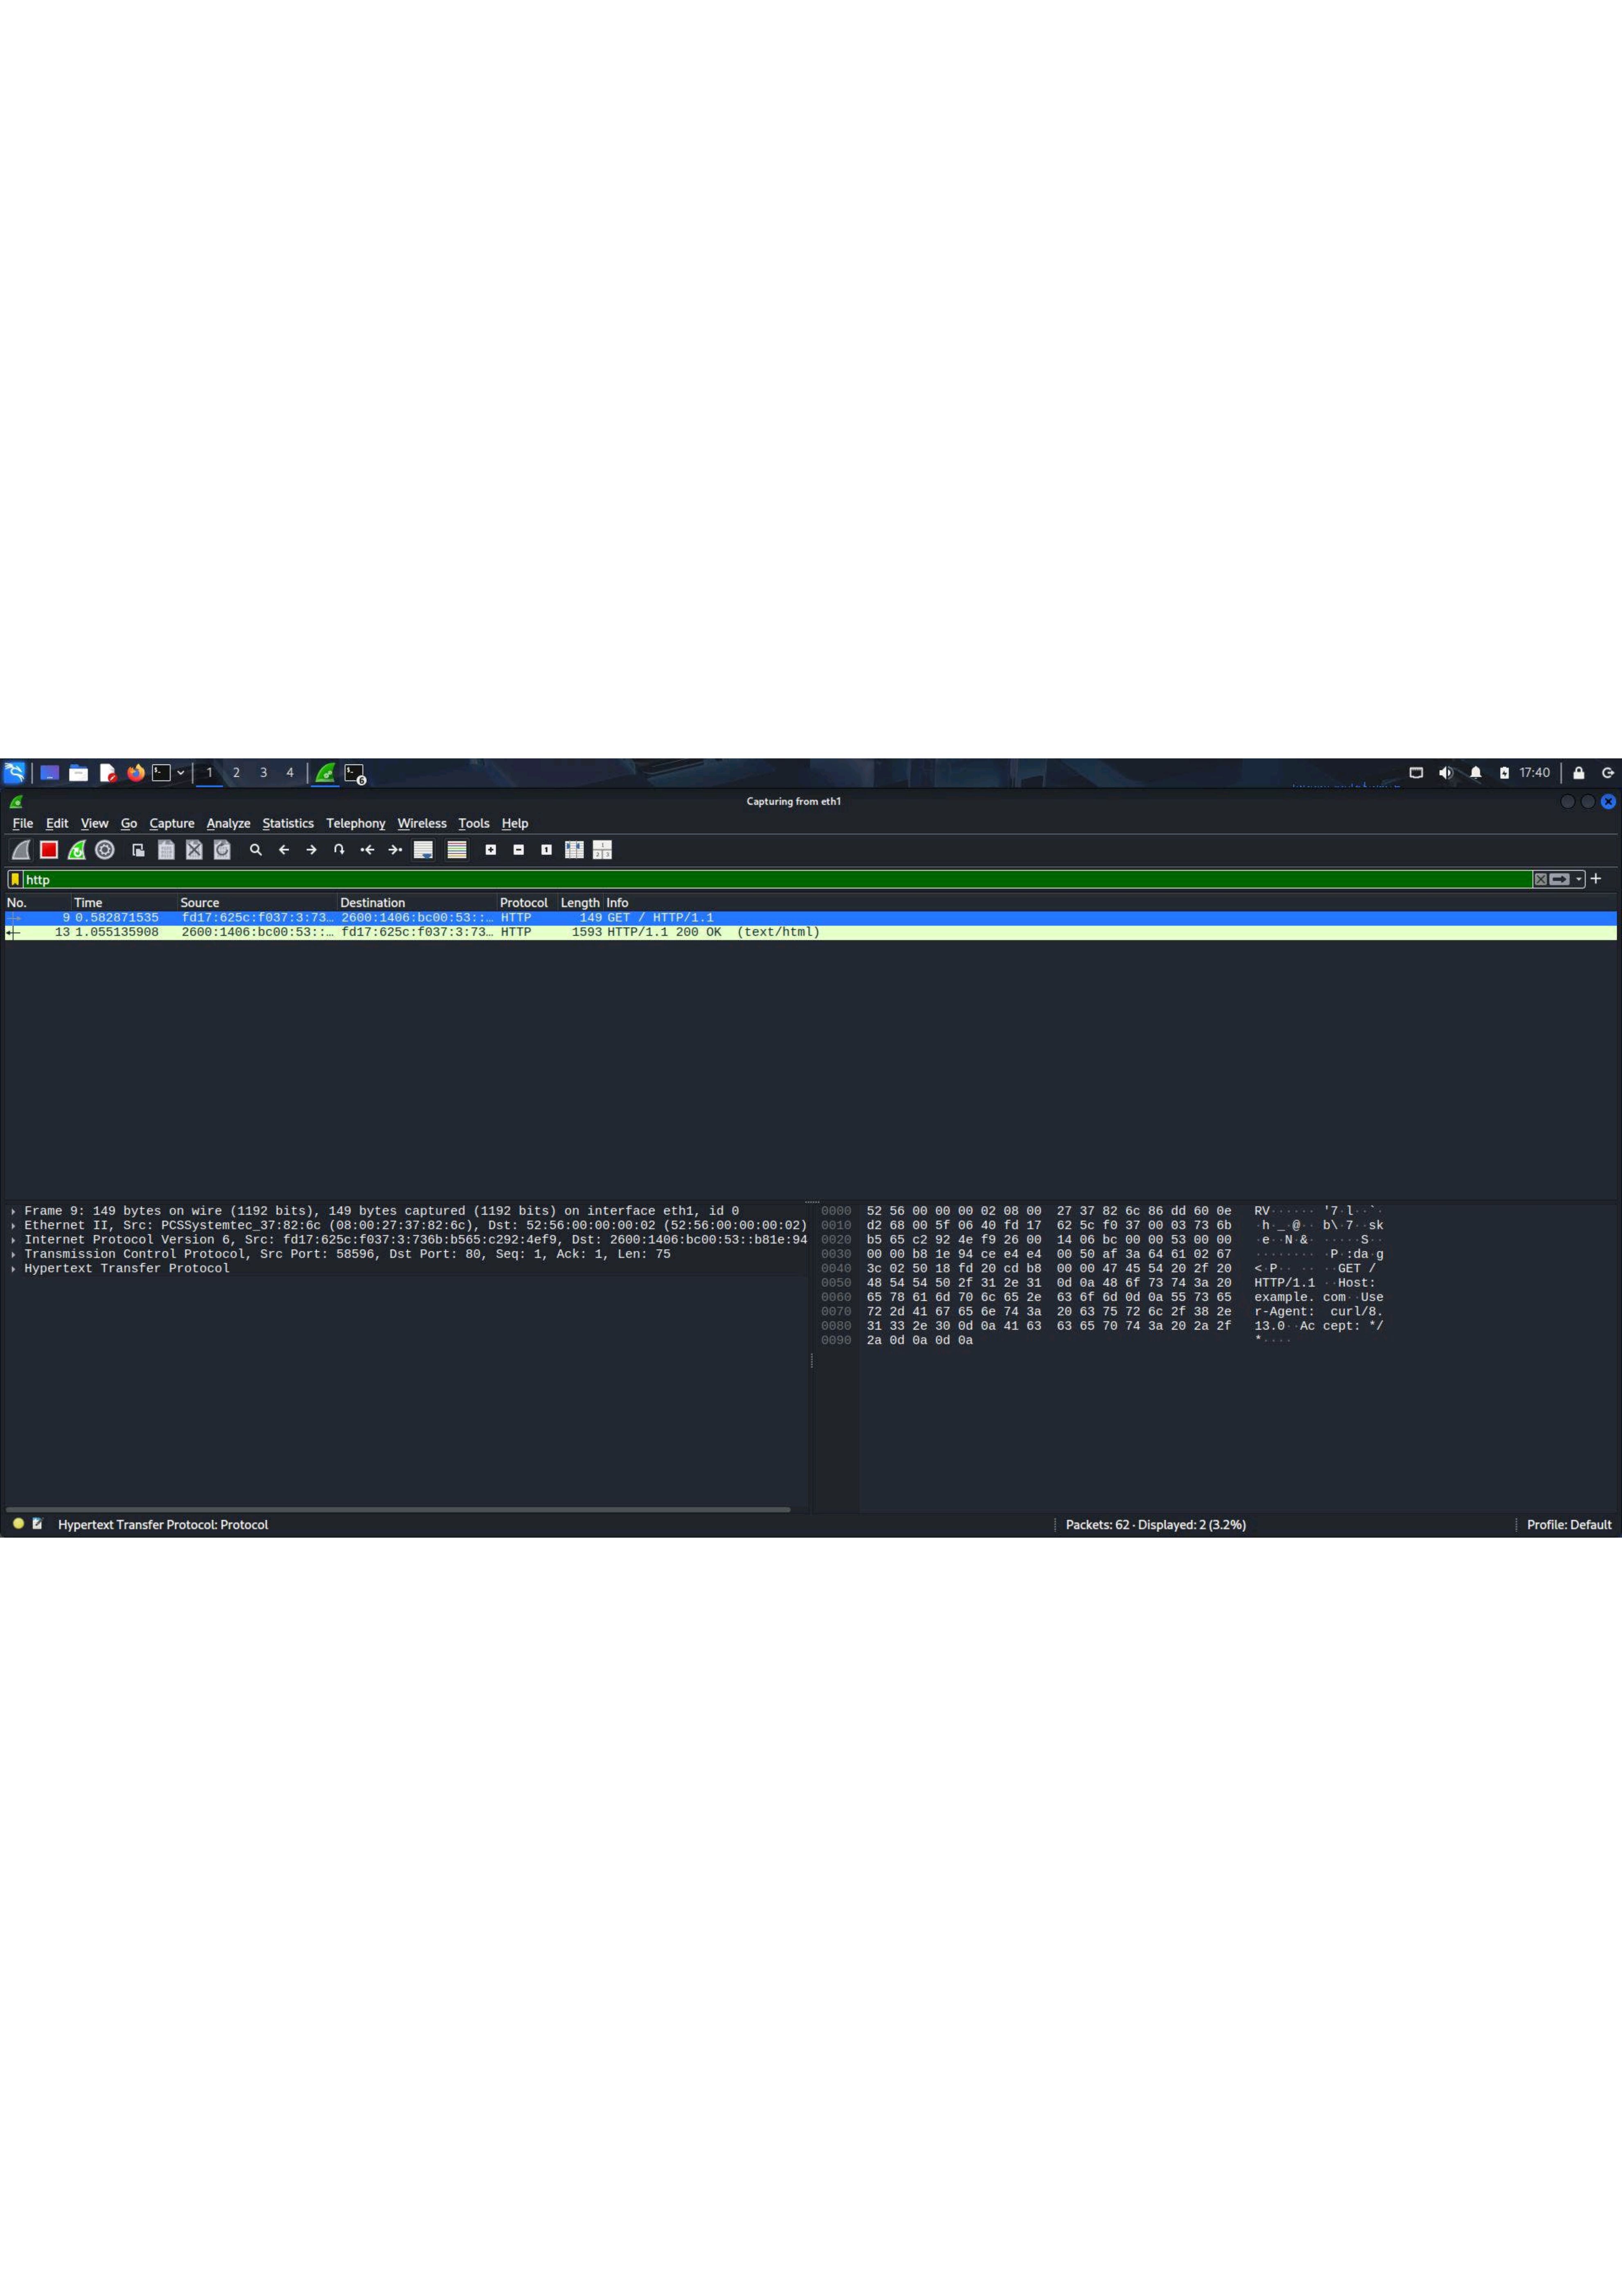 1 2 3 4 6 17:40
Capturing from eth1
File Edit View Go Capture Analyze Statistics Telephony Wireless Tools Help
http
No. Time Source Destination Protocol Length Info
9 0.582871535 fd17:625c:f037:3:73… 2600:1406:bc00:53::… HTTP 149 GET / HTTP/1.1
13 1.055135908 2600:1406:bc00:53::… fd17:625c:f037:3:73… HTTP 1593 HTTP/1.1 200 OK (text/html)
Frame 9: 149 bytes on wire (1192 bits), 149 bytes captured (1192 bits) on interface eth1, id 0
Ethernet II, Src: PCSSystemtec_37:82:6c (08:00:27:37:82:6c), Dst: 52:56:00:00:00:02 (52:56:00:00:00:02)
Internet Protocol Version 6, Src: fd17:625c:f037:3:736b:b565:c292:4ef9, Dst: 2600:1406:bc00:53::b81e:94
Transmission Control Protocol, Src Port: 58596, Dst Port: 80, Seq: 1, Ack: 1, Len: 75
Hypertext Transfer Protocol
0000 52 56 00 00 00 02 08 00 27 37 82 6c 86 dd 60 0e RV······ '7·l··`·
0010 d2 68 00 5f 06 40 fd 17 62 5c f0 37 00 03 73 6b ·h·_·@·· b\·7··sk
0020 b5 65 c2 92 4e f9 26 00 14 06 bc 00 00 53 00 00 ·e··N·&· ·····S··
0030 00 00 b8 1e 94 ce e4 e4 00 50 af 3a 64 61 02 67 ········ ·P·:da·g
0040 3c 02 50 18 fd 20 cd b8 00 00 47 45 54 20 2f 20 <·P·· ·· ··GET /
0050 48 54 54 50 2f 31 2e 31 0d 0a 48 6f 73 74 3a 20 HTTP/1.1 ··Host:
0060 65 78 61 6d 70 6c 65 2e 63 6f 6d 0d 0a 55 73 65 example. com··Use
0070 72 2d 41 67 65 6e 74 3a 20 63 75 72 6c 2f 38 2e r-Agent: curl/8.
0080 31 33 2e 30 0d 0a 41 63 63 65 70 74 3a 20 2a 2f 13.0··Ac cept: */
0090 2a 0d 0a 0d 0a *····
Hypertext Transfer Protocol: Protocol Packets: 62 · Displayed: 2 (3.2%) Profile: Default